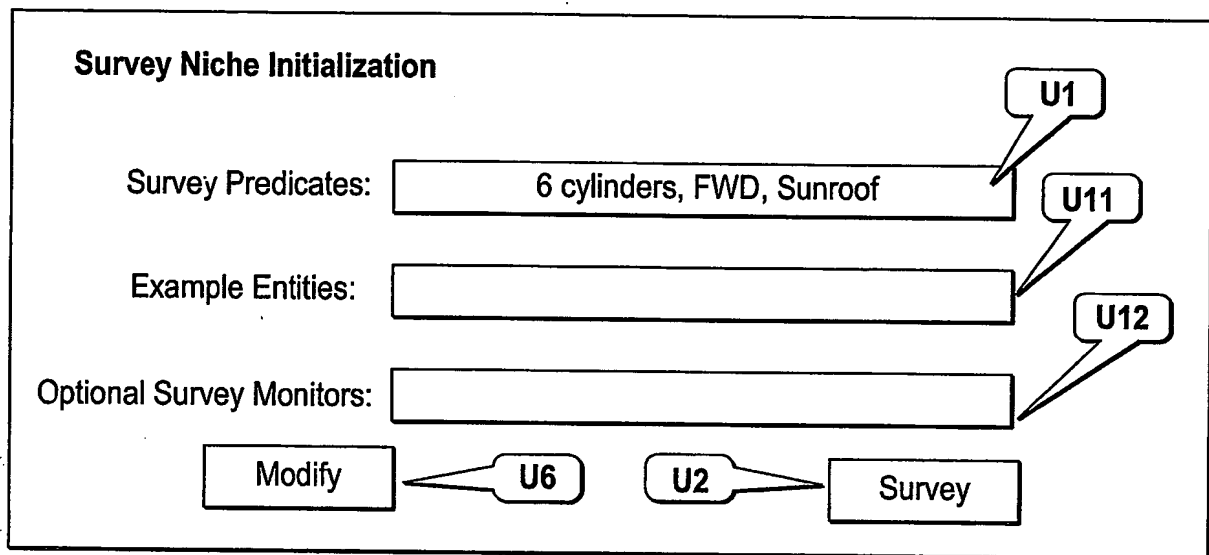 Survey Niche Initialization
U1
Survey Predicates: 6 cylinders, FWD, Sunroof
U11
Example Entities:
U12
Optional Survey Monitors:
Modify U6 U2 Survey